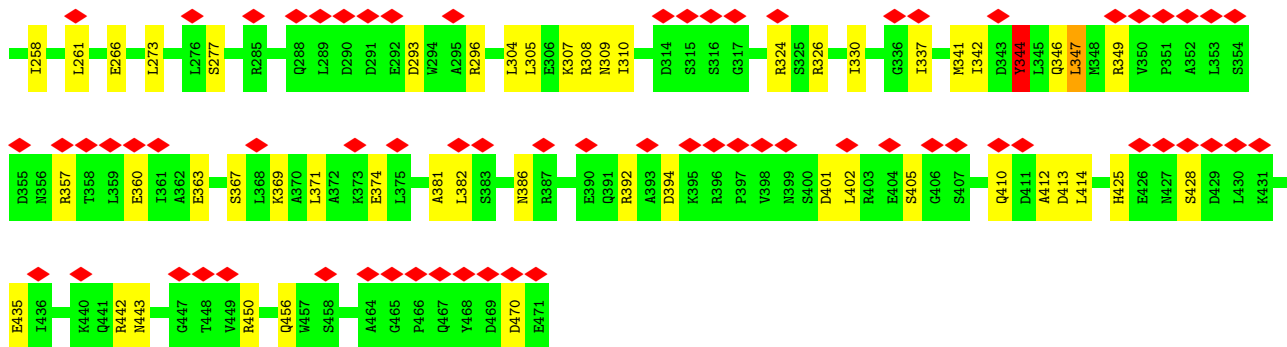 I258 L261 E266 L273 L276 S277 R285 Q288 L289 D290 D291 E292 D293 W294 A295 R296 L304 L305 E306 K307 R308 N309 I310 D314 S315 S316 G317 R324 S325 R326 I330 G336 I337 M341 I342 D343 Y344 L345 Q346 L347 M348 R349 V350 P351 A352 L353 S354
D355 N356 R357 T358 L359 E360 I361 A362 E363 S367 L368 K369 A370 L371 A372 K373 E374 L375 A381 L382 S383 N386 R387 E390 Q391 R392 A393 D394 K395 R396 P397 V398 N399 S400 D401 L402 R403 E404 S405 G406 S407 Q410 D411 A412 D413 L414 H425 E426 N427 S428 D429 L430 K431
E435 I436 K440 Q441 R442 N443 G447 T448 V449 R450 Q456 W457 S458 A464 G465 P466 Q467 Y468 D469 D470 E471